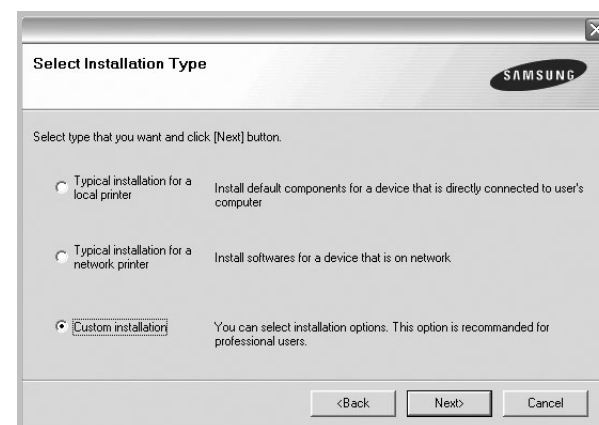 Select Installation Type
SAMSUNG
Select type that you want and click [Next] button.
Typical installation for a
local printer
Install default components for a device that is directly connected to user's
computer
Typical installation for a
network printer
Install softwares for a device that is on network
Custom installation
You can select installation options. This option is recommanded for
professional users.
<Back
Next>
Cancel